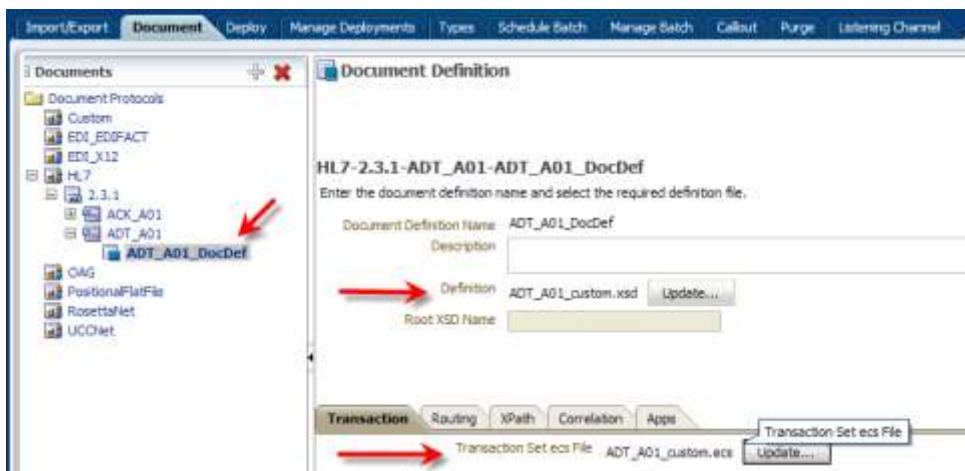 Import/Export Document Deploy Manage Deployments Types Schedule Batch Manage Batch Callout Purge Listening Channel
Documents
Document Protocols
Custom
EDI_EDIFACT
EDI_X12
HL7
2.3.1
ACK_A01
ADT_A01
ADT_A01_DocDef
OAG
PositionalFlatFile
RosettaNet
UCCNet
Document Definition
HL7-2.3.1-ADT_A01-ADT_A01_DocDef
Enter the document definition name and select the required definition file.
Document Definition Name ADT_A01_DocDef
Description
Definition ADT_A01_custom.xsd Update...
Root XSD Name
Transaction Routing XPath Correlation Apps
Transaction Set ecs File
Transaction Set ecs File ADT_A01_custom.ecs Update...